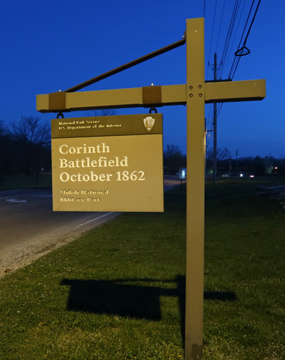 National Park Service
U.S. Department of the Interior
Corinth
Battlefield
October 1862
Shiloh National
Military Park